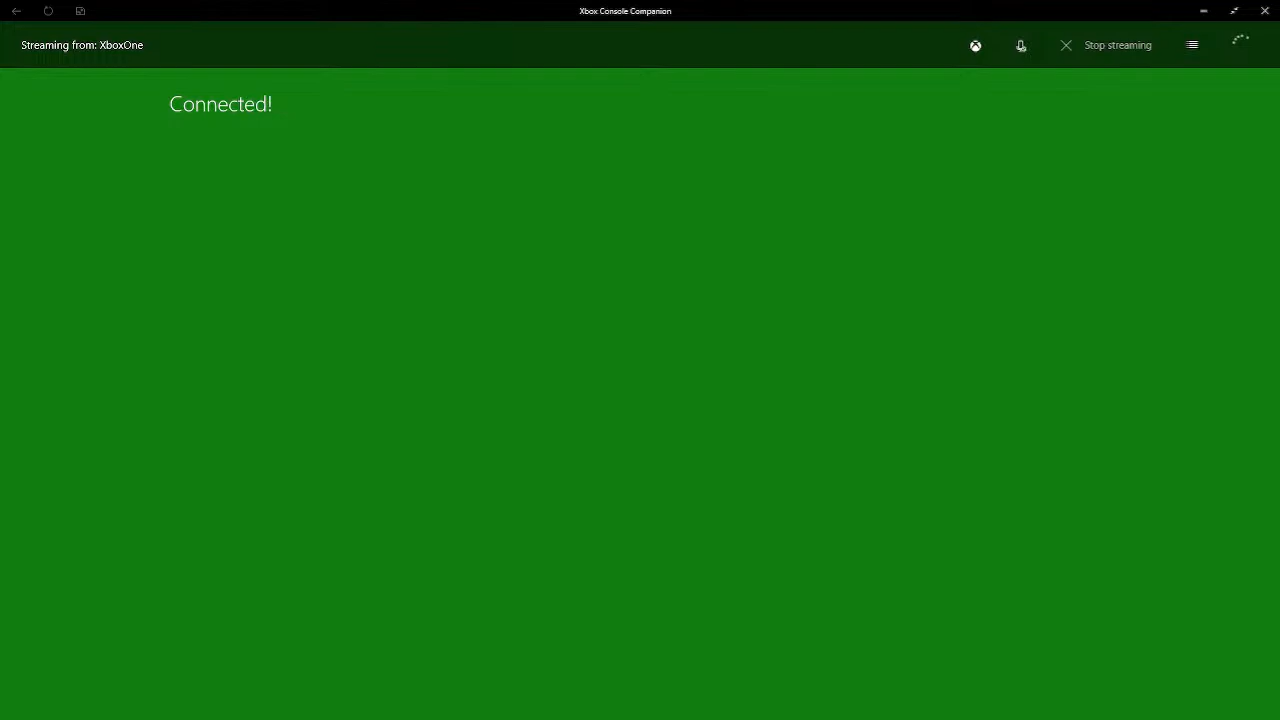 Xbox Console Companion
Streaming from: XboxOne
Stop streaming
Connected!